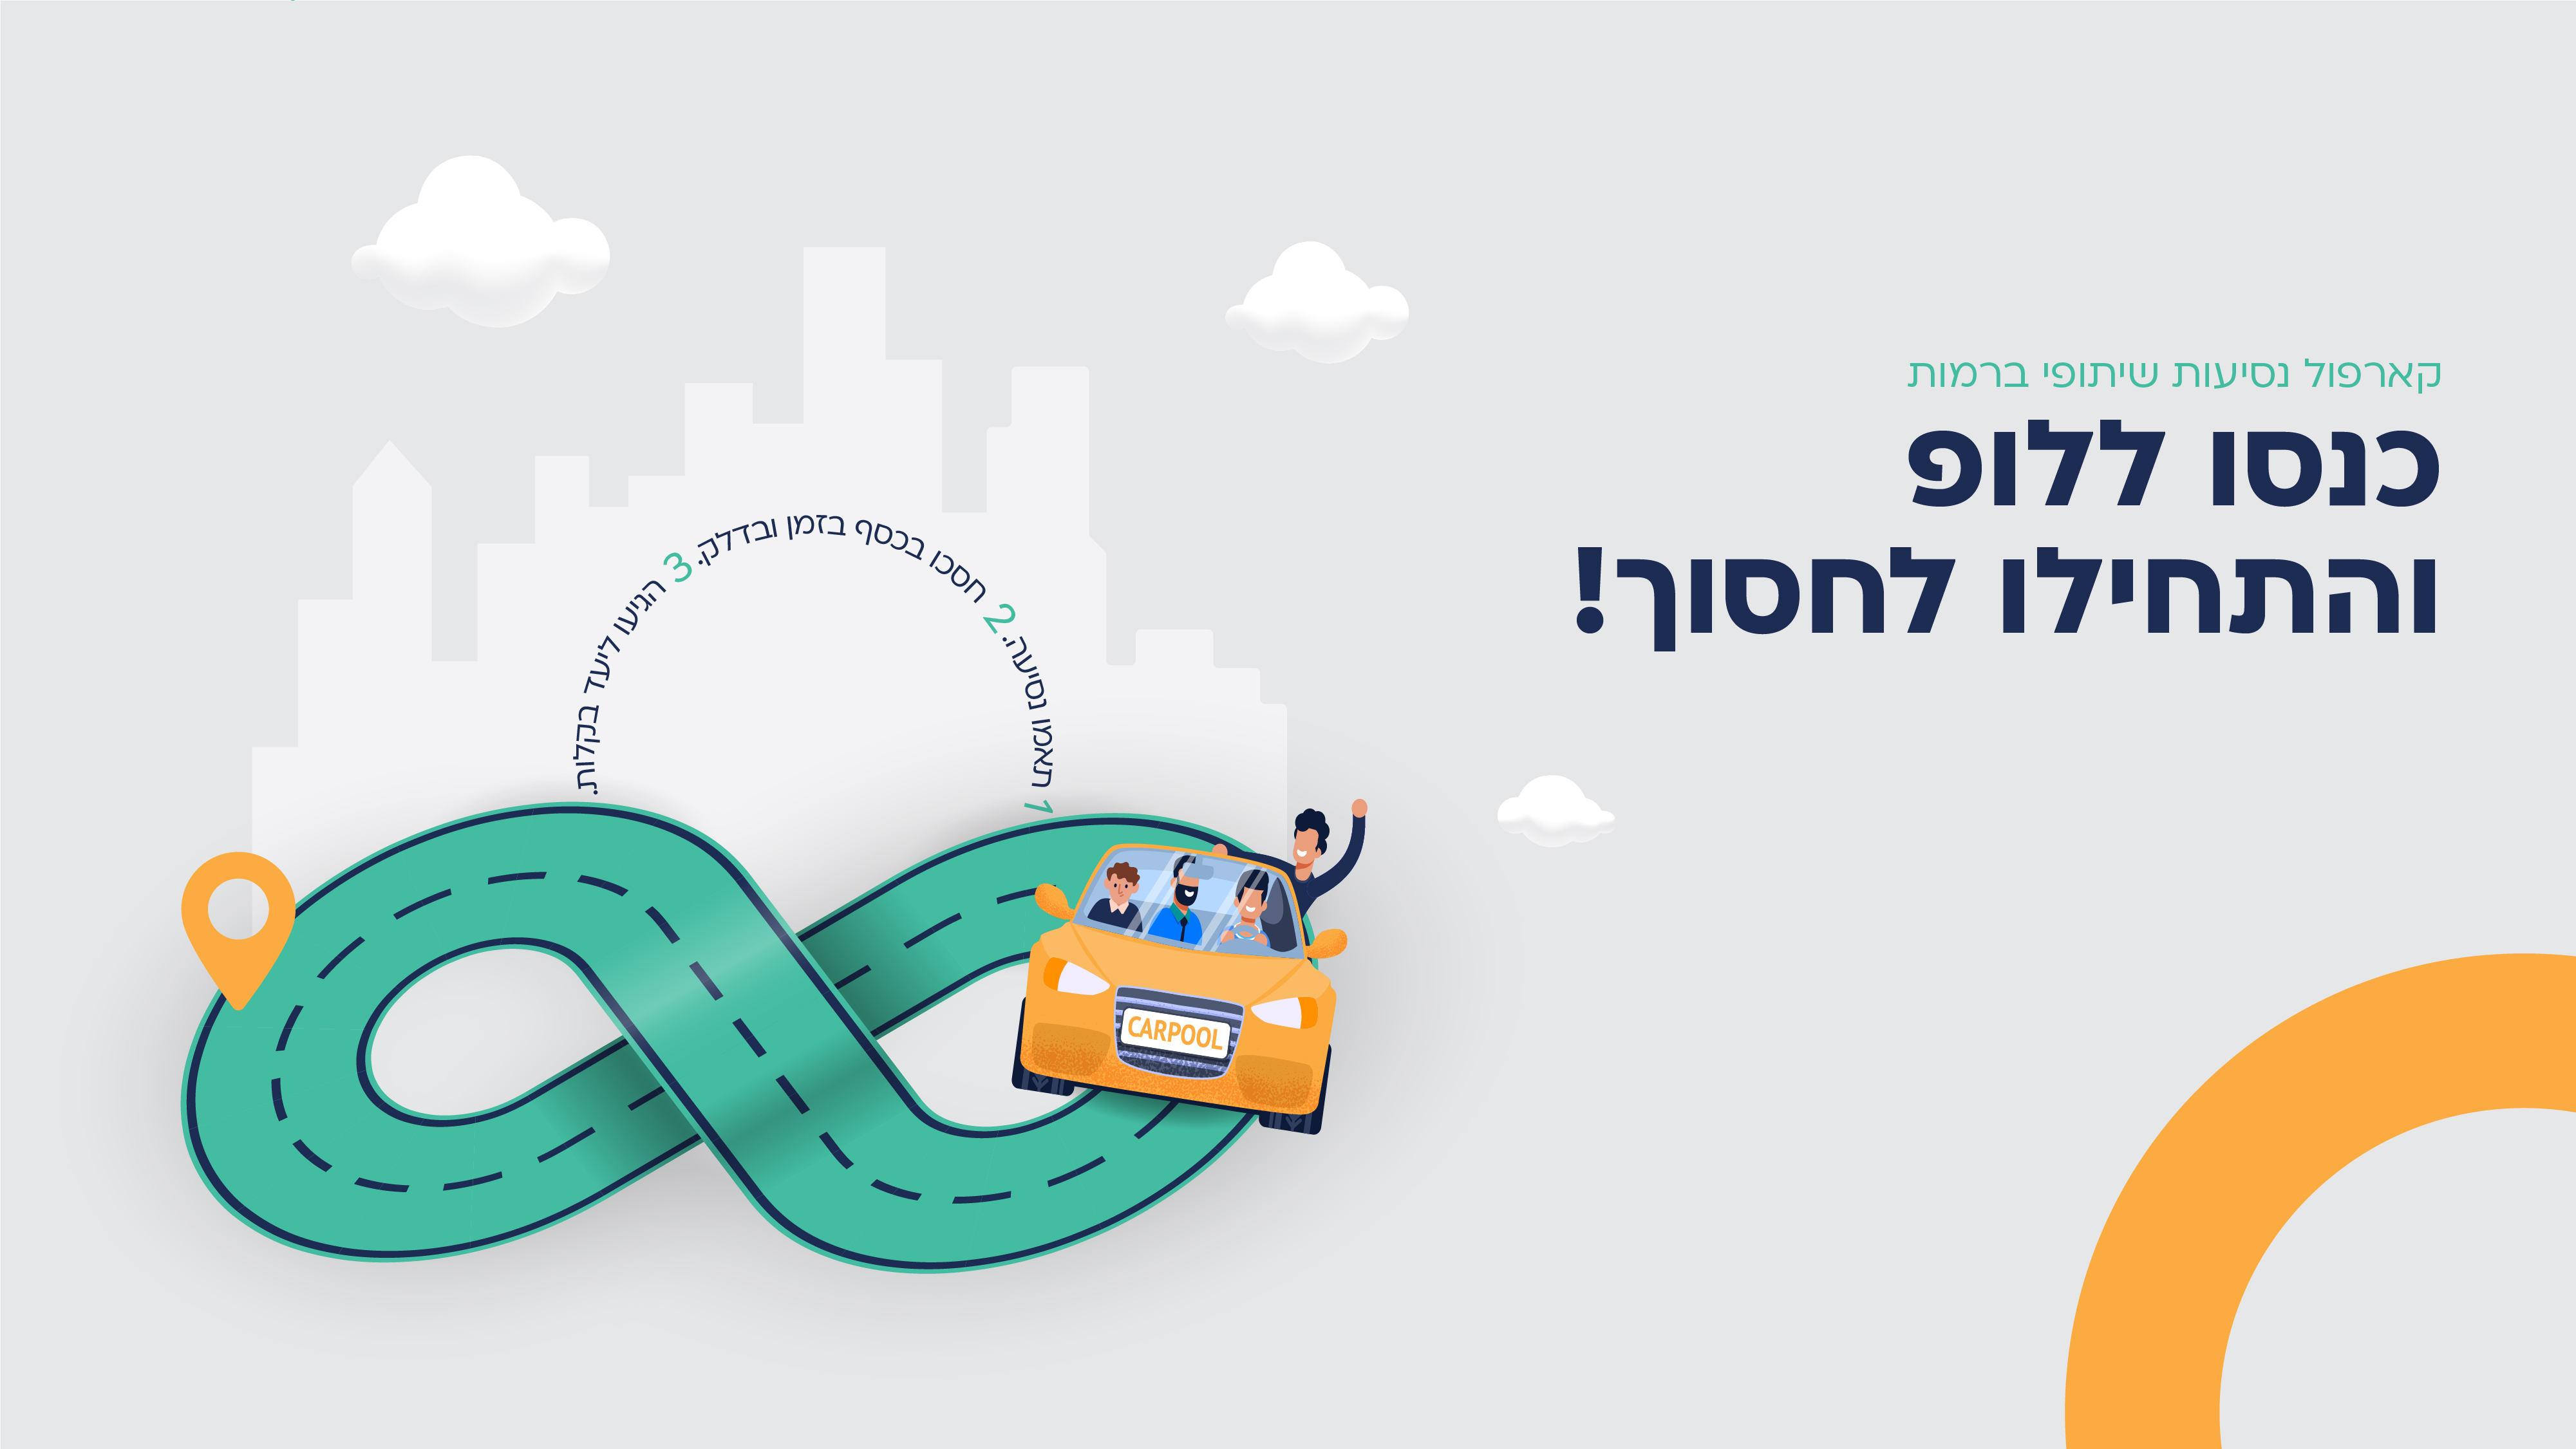 קארפול נסיעות שיתופי ברמות
כנסו ללופ
והתחילו לחסוך!
1 תאמו נסיעה. 2 חסכו בכסף בזמן ובדלק. 3 הגיעו ליעד בקלות.
CARPOOL